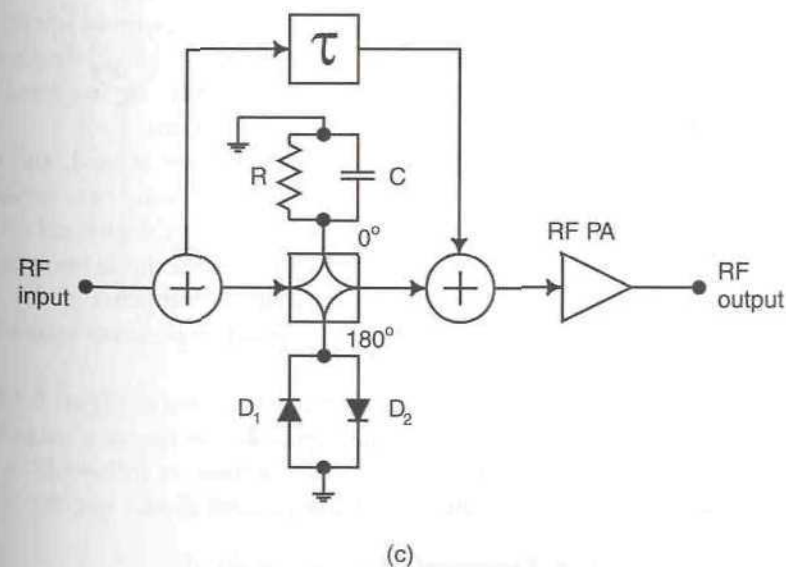 τ
R
C
0°
RF PA
RF
input
RF
output
180°
D₁
D₂
(c)